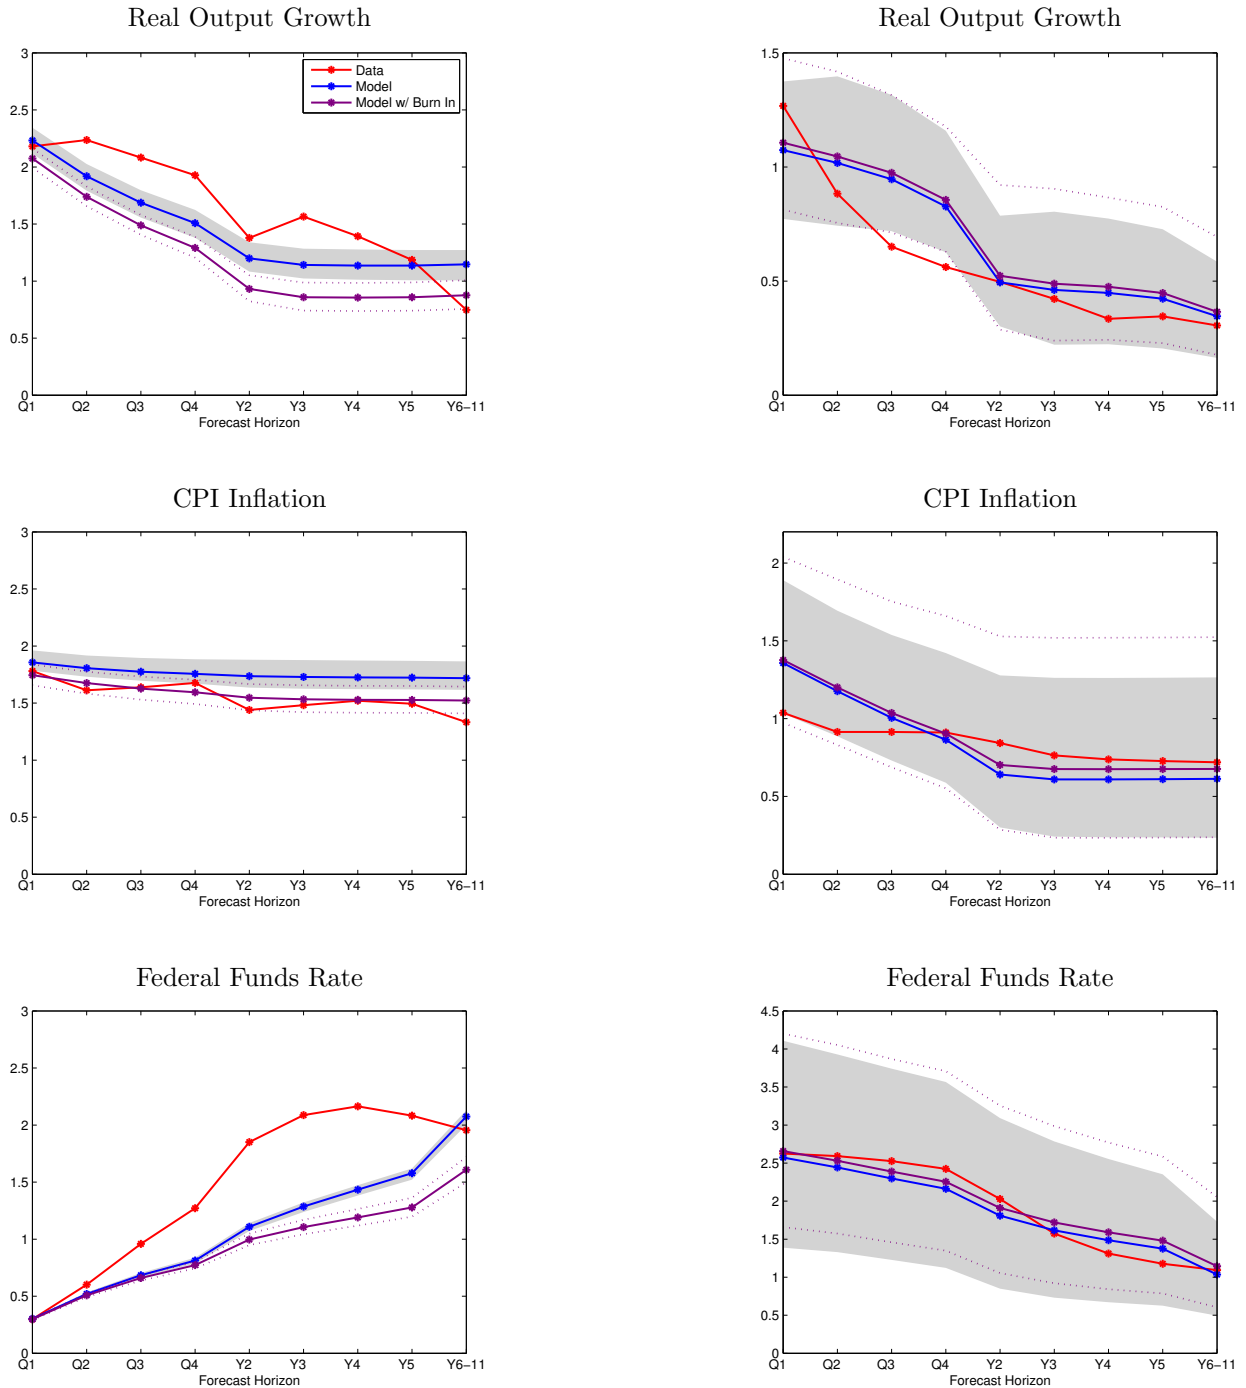 Real Output Growth
3
2.5
2
1.5
1
0.5
0
Data
Model
Model w/ Burn In
Q1 Q2 Q3 Q4 Y2 Y3 Y4 Y5 Y6−11
Forecast Horizon
Real Output Growth
1.5
1
0.5
0
Q1 Q2 Q3 Q4 Y2 Y3 Y4 Y5 Y6−11
Forecast Horizon
CPI Inflation
3
2.5
2
1.5
1
0.5
0
Q1 Q2 Q3 Q4 Y2 Y3 Y4 Y5 Y6−11
Forecast Horizon
CPI Inflation
2
1.5
1
0.5
0
Q1 Q2 Q3 Q4 Y2 Y3 Y4 Y5 Y6−11
Forecast Horizon
Federal Funds Rate
3
2.5
2
1.5
1
0.5
0
Q1 Q2 Q3 Q4 Y2 Y3 Y4 Y5 Y6−11
Forecast Horizon
Federal Funds Rate
4.5
4
3.5
3
2.5
2
1.5
1
0.5
0
Q1 Q2 Q3 Q4 Y2 Y3 Y4 Y5 Y6−11
Forecast Horizon